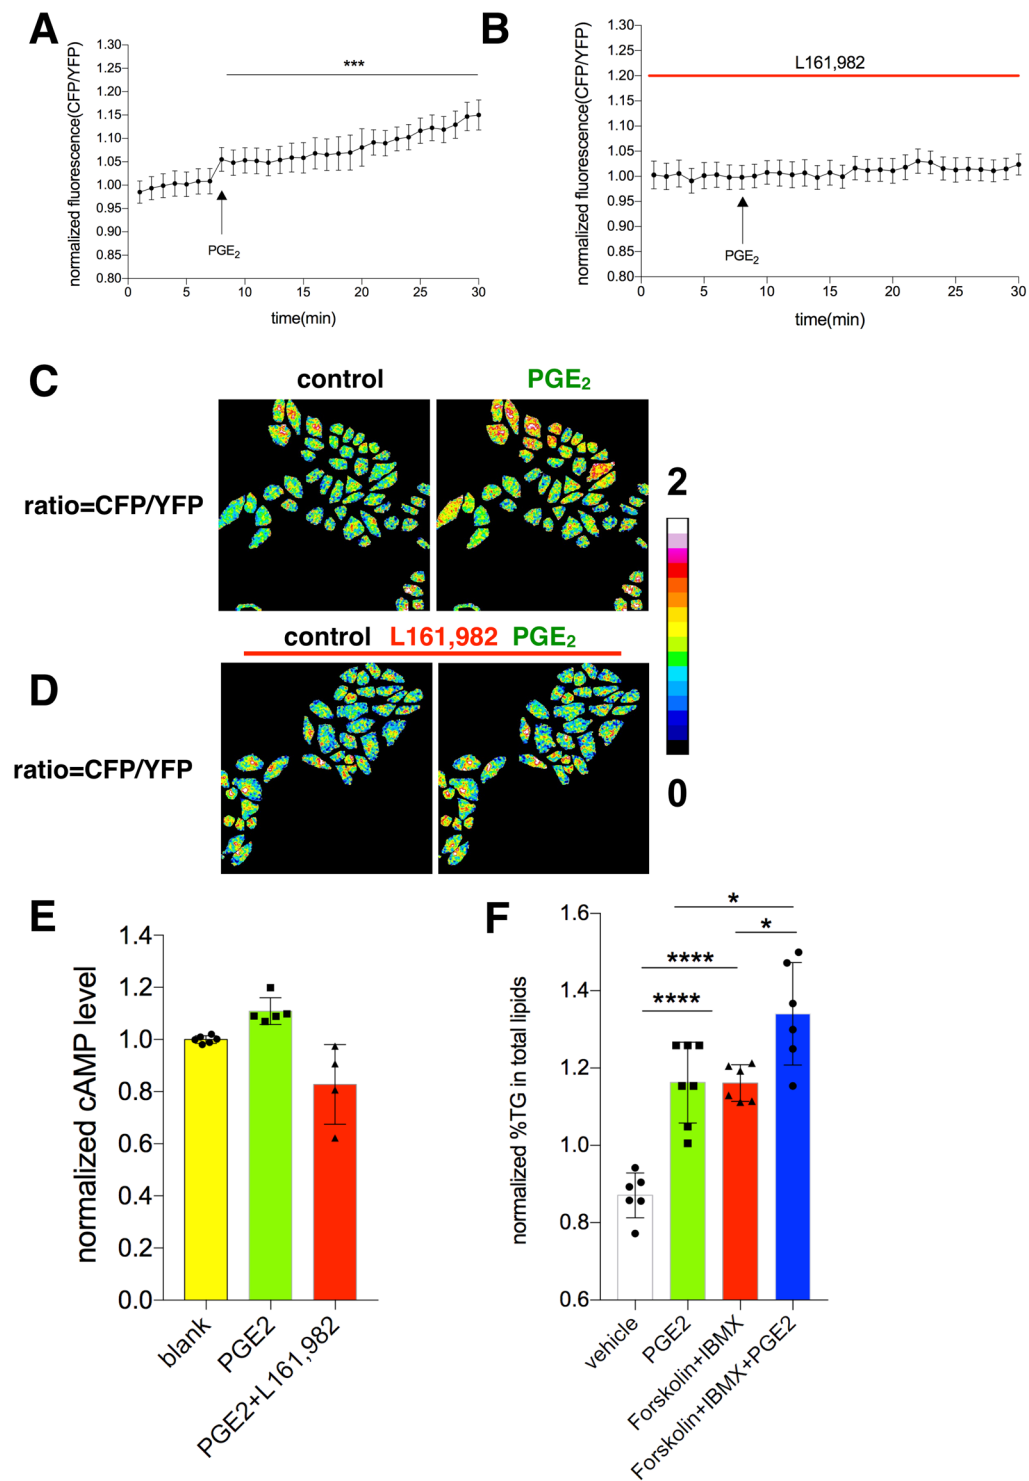 A
normalized fluorescence(CFP/YFP)
1.30
1.25
1.20
1.15
1.10
1.05
1.00
0.95
0.90
0.85
0.80
***
PGE2
0 5 10 15 20 25 30
time(min)
B
normalized fluorescence(CFP/YFP)
1.30
1.25
1.20
1.15
1.10
1.05
1.00
0.95
0.90
0.85
0.80
L161,982
PGE2
0 5 10 15 20 25 30
time(min)
C
control PGE2
ratio=CFP/YFP
2
0
control L161,982 PGE2
D
ratio=CFP/YFP
E
normalized cAMP level
1.4
1.2
1.0
0.8
0.6
0.4
0.2
0.0
blank
PGE2
PGE2+L161,982
F
normalized %TG in total lipids
1.6
1.4
1.2
1.0
0.8
0.6
*
*
****
****
vehicle
PGE2
Forskolin+IBMX
Forskolin+IBMX+PGE2